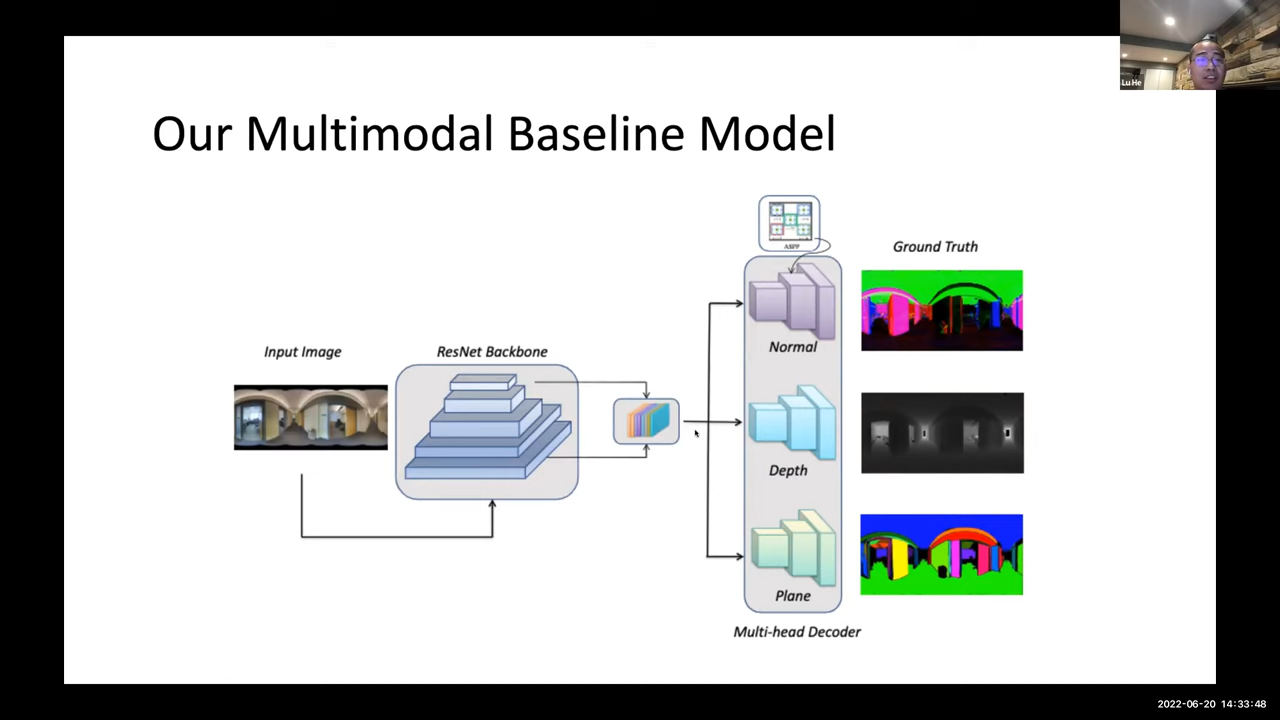 Lu He
Our Multimodal Baseline Model
ASPP
Ground Truth
Normal
Input Image
ResNet Backbone
Depth
Plane
Multi-head Decoder
2022-06-20 14:33:48